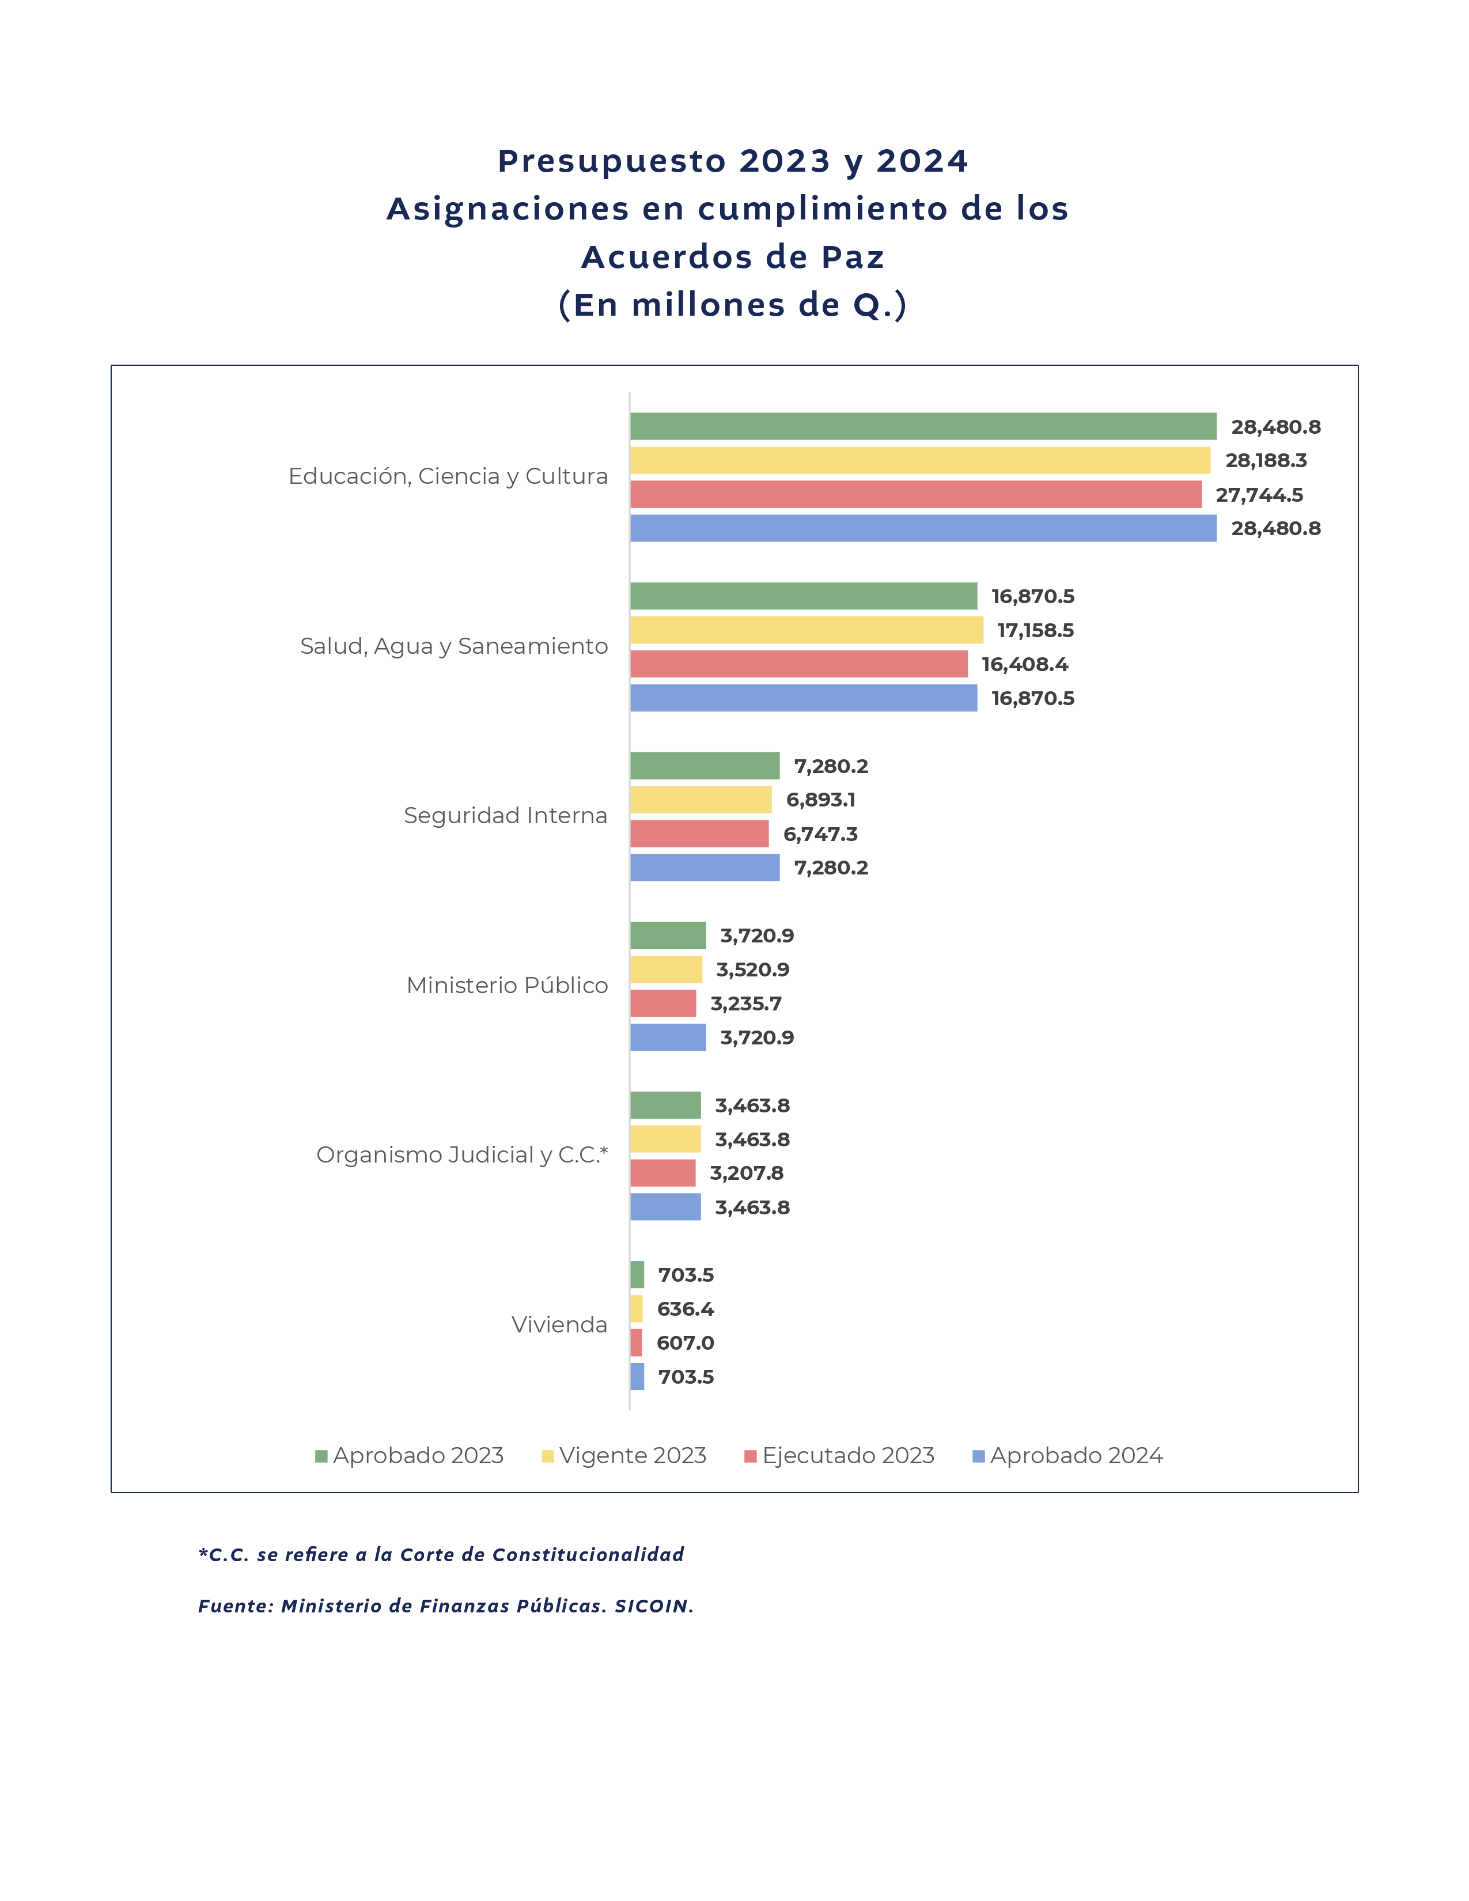 Presupuesto 2023 y 2024
Asignaciones en cumplimiento de los
Acuerdos de Paz
(En millones de Q.)
Educación, Ciencia y Cultura
28,480.8
28,188.3
27,744.5
28,480.8
Salud, Agua y Saneamiento
16,870.5
17,158.5
16,408.4
16,870.5
Seguridad Interna
7,280.2
6,893.1
6,747.3
7,280.2
Ministerio Público
3,720.9
3,520.9
3,235.7
3,720.9
Organismo Judicial y C.C.*
3,463.8
3,463.8
3,207.8
3,463.8
Vivienda
703.5
636.4
607.0
703.5
Aprobado 2023 Vigente 2023 Ejecutado 2023 Aprobado 2024
*C.C. se refiere a la Corte de Constitucionalidad
Fuente: Ministerio de Finanzas Públicas. SICOIN.